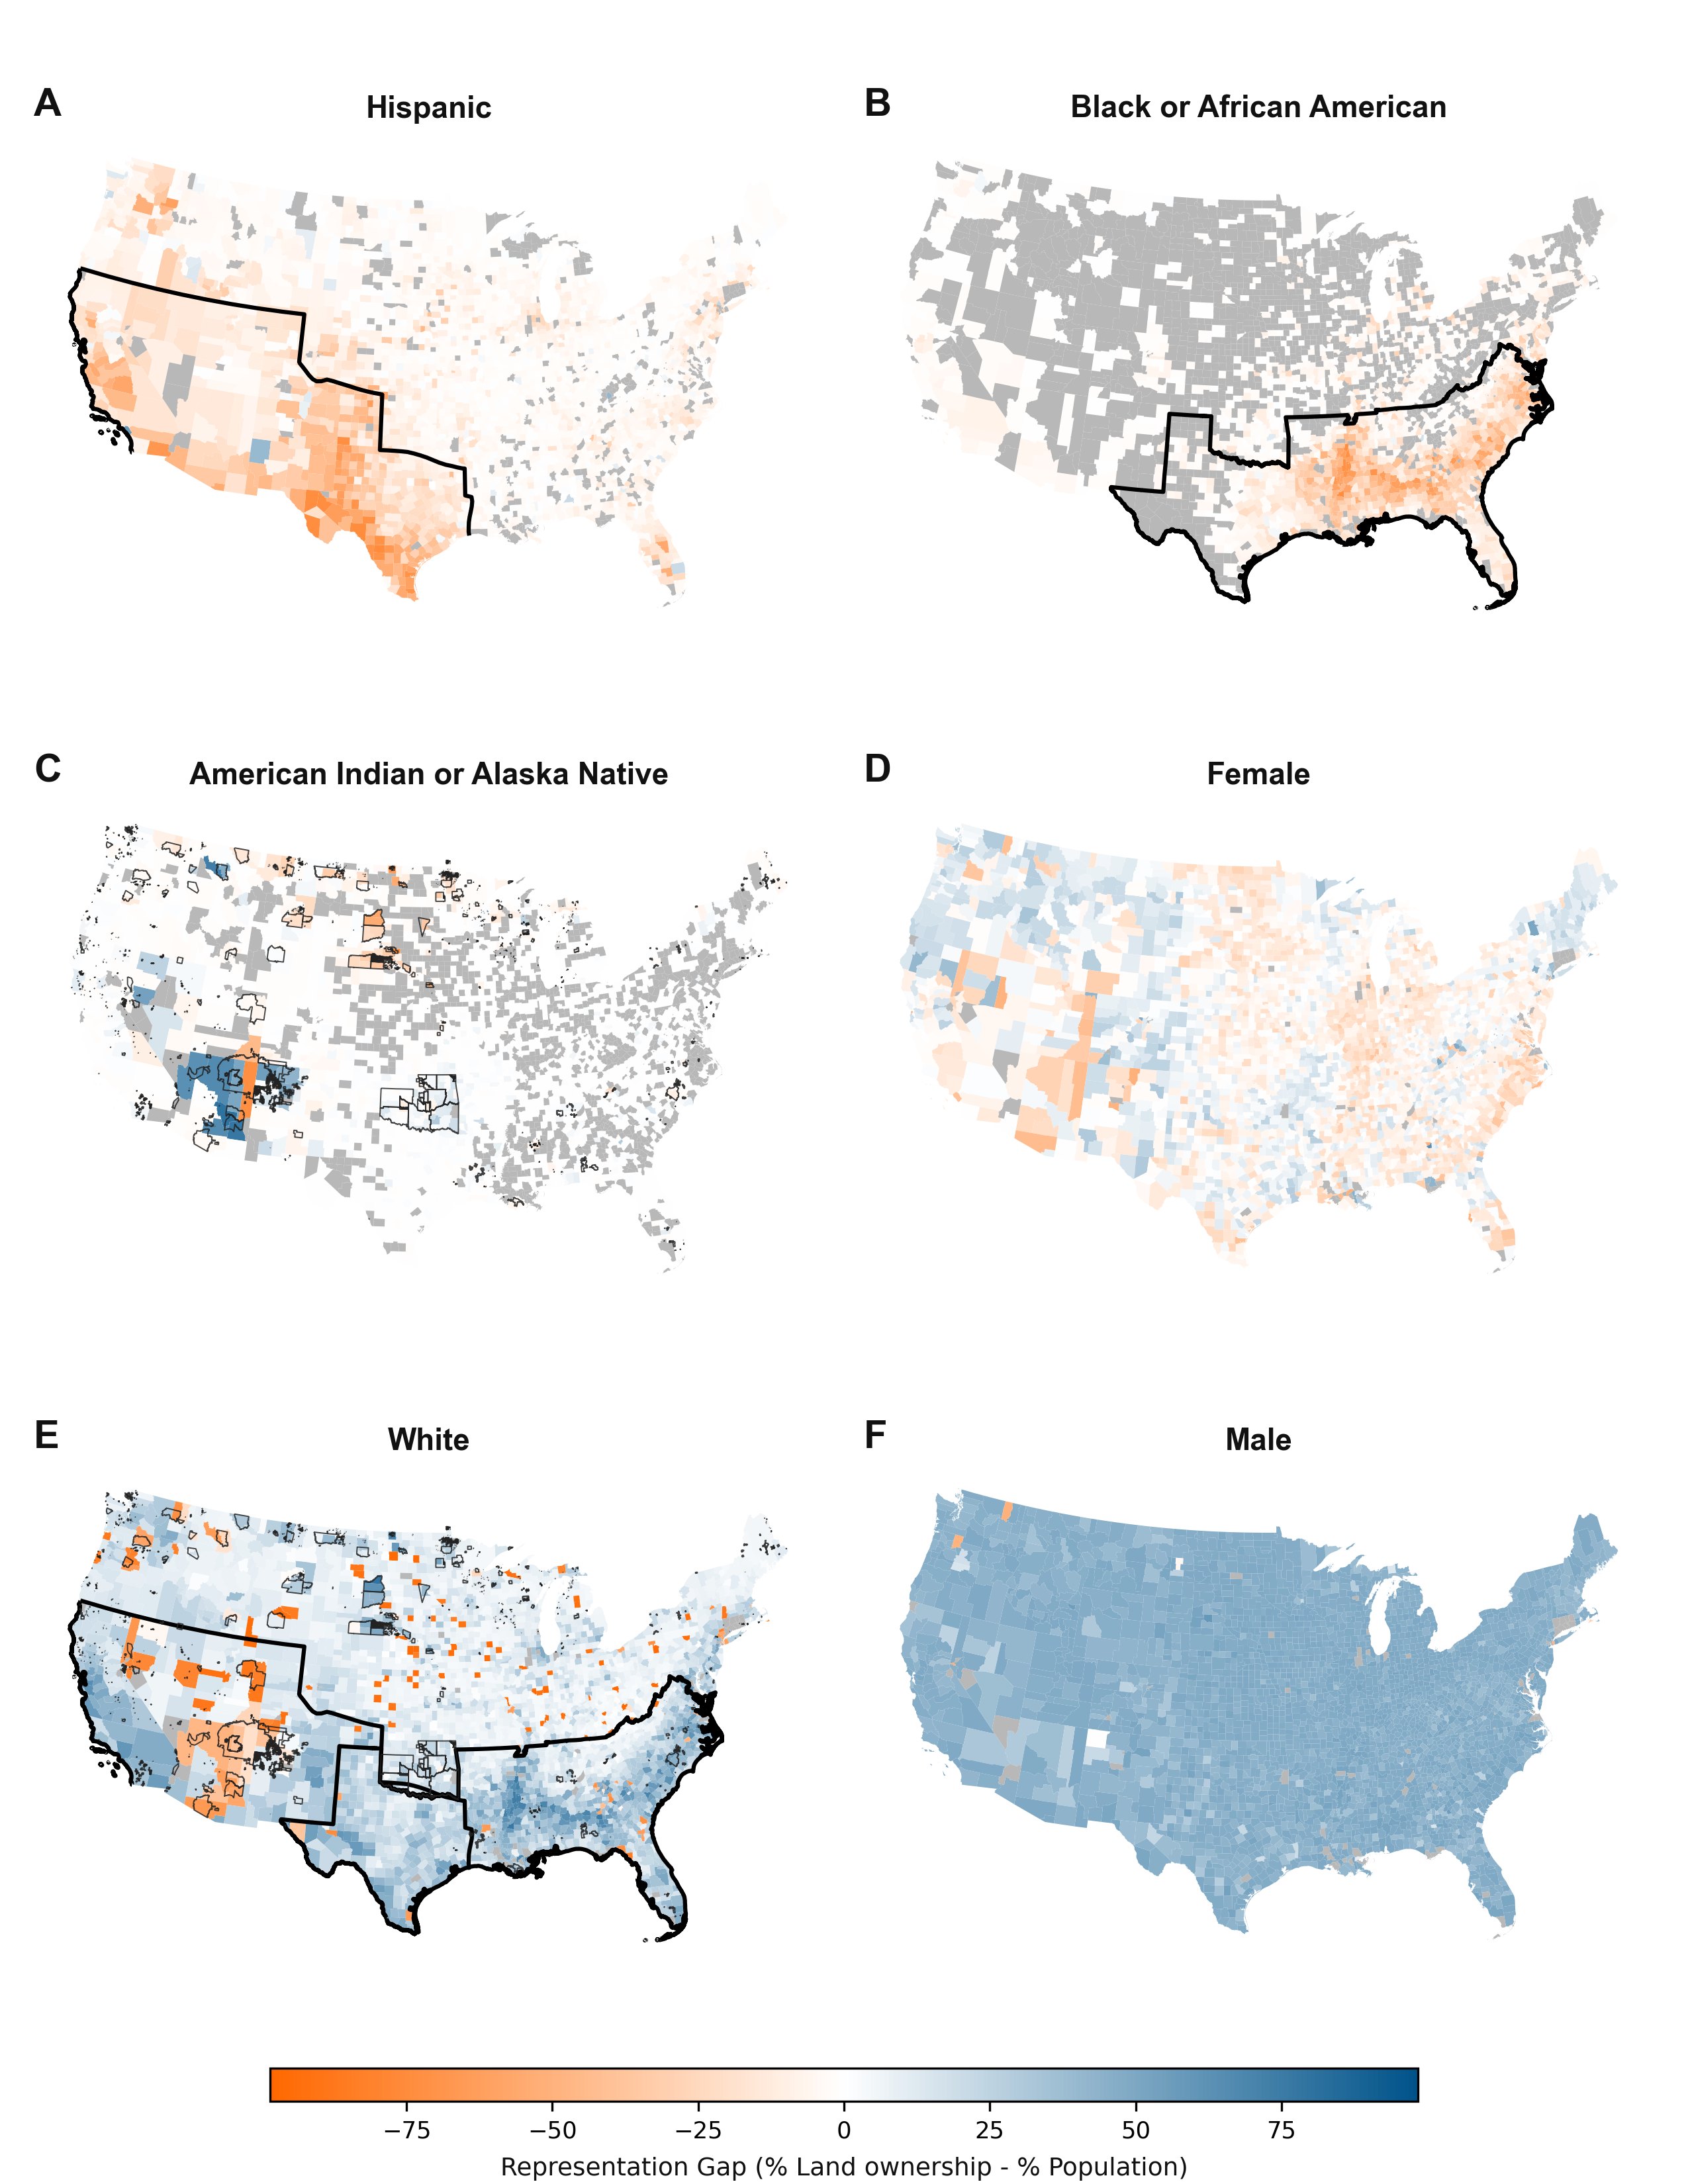 A
Hispanic
B
Black or African American
C
American Indian or Alaska Native
D
Female
E
White
F
Male
−75
−50
−25
0
25
50
75
Representation Gap (% Land ownership - % Population)